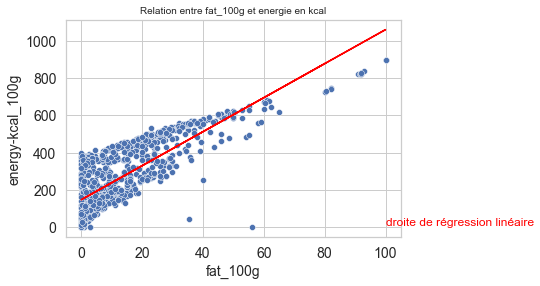 Relation entre fat_100g et energie en kcal
energy-kcal_100g
1000
800
600
400
200
0
0 20 40 60 80 100
fat_100g
droite de régression linéaire